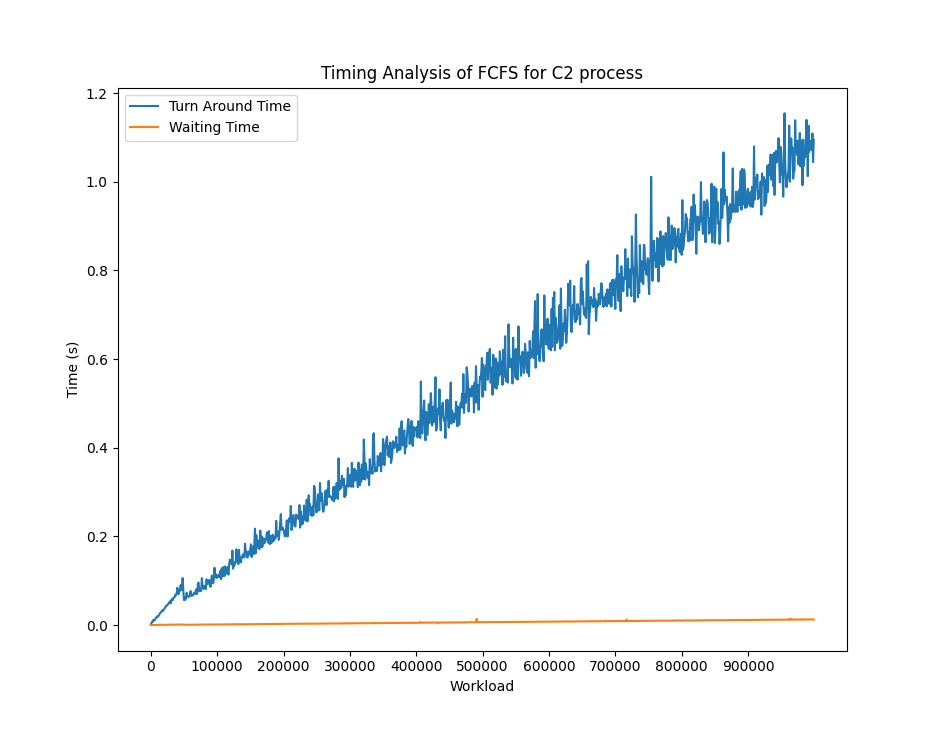 Timing Analysis of FCFS for C2 process
Turn Around Time
Waiting Time
1.2
1.0
0.8
0.6
0.4
0.2
0.0
Time (s)
0 100000 200000 300000 400000 500000 600000 700000 800000 900000
Workload